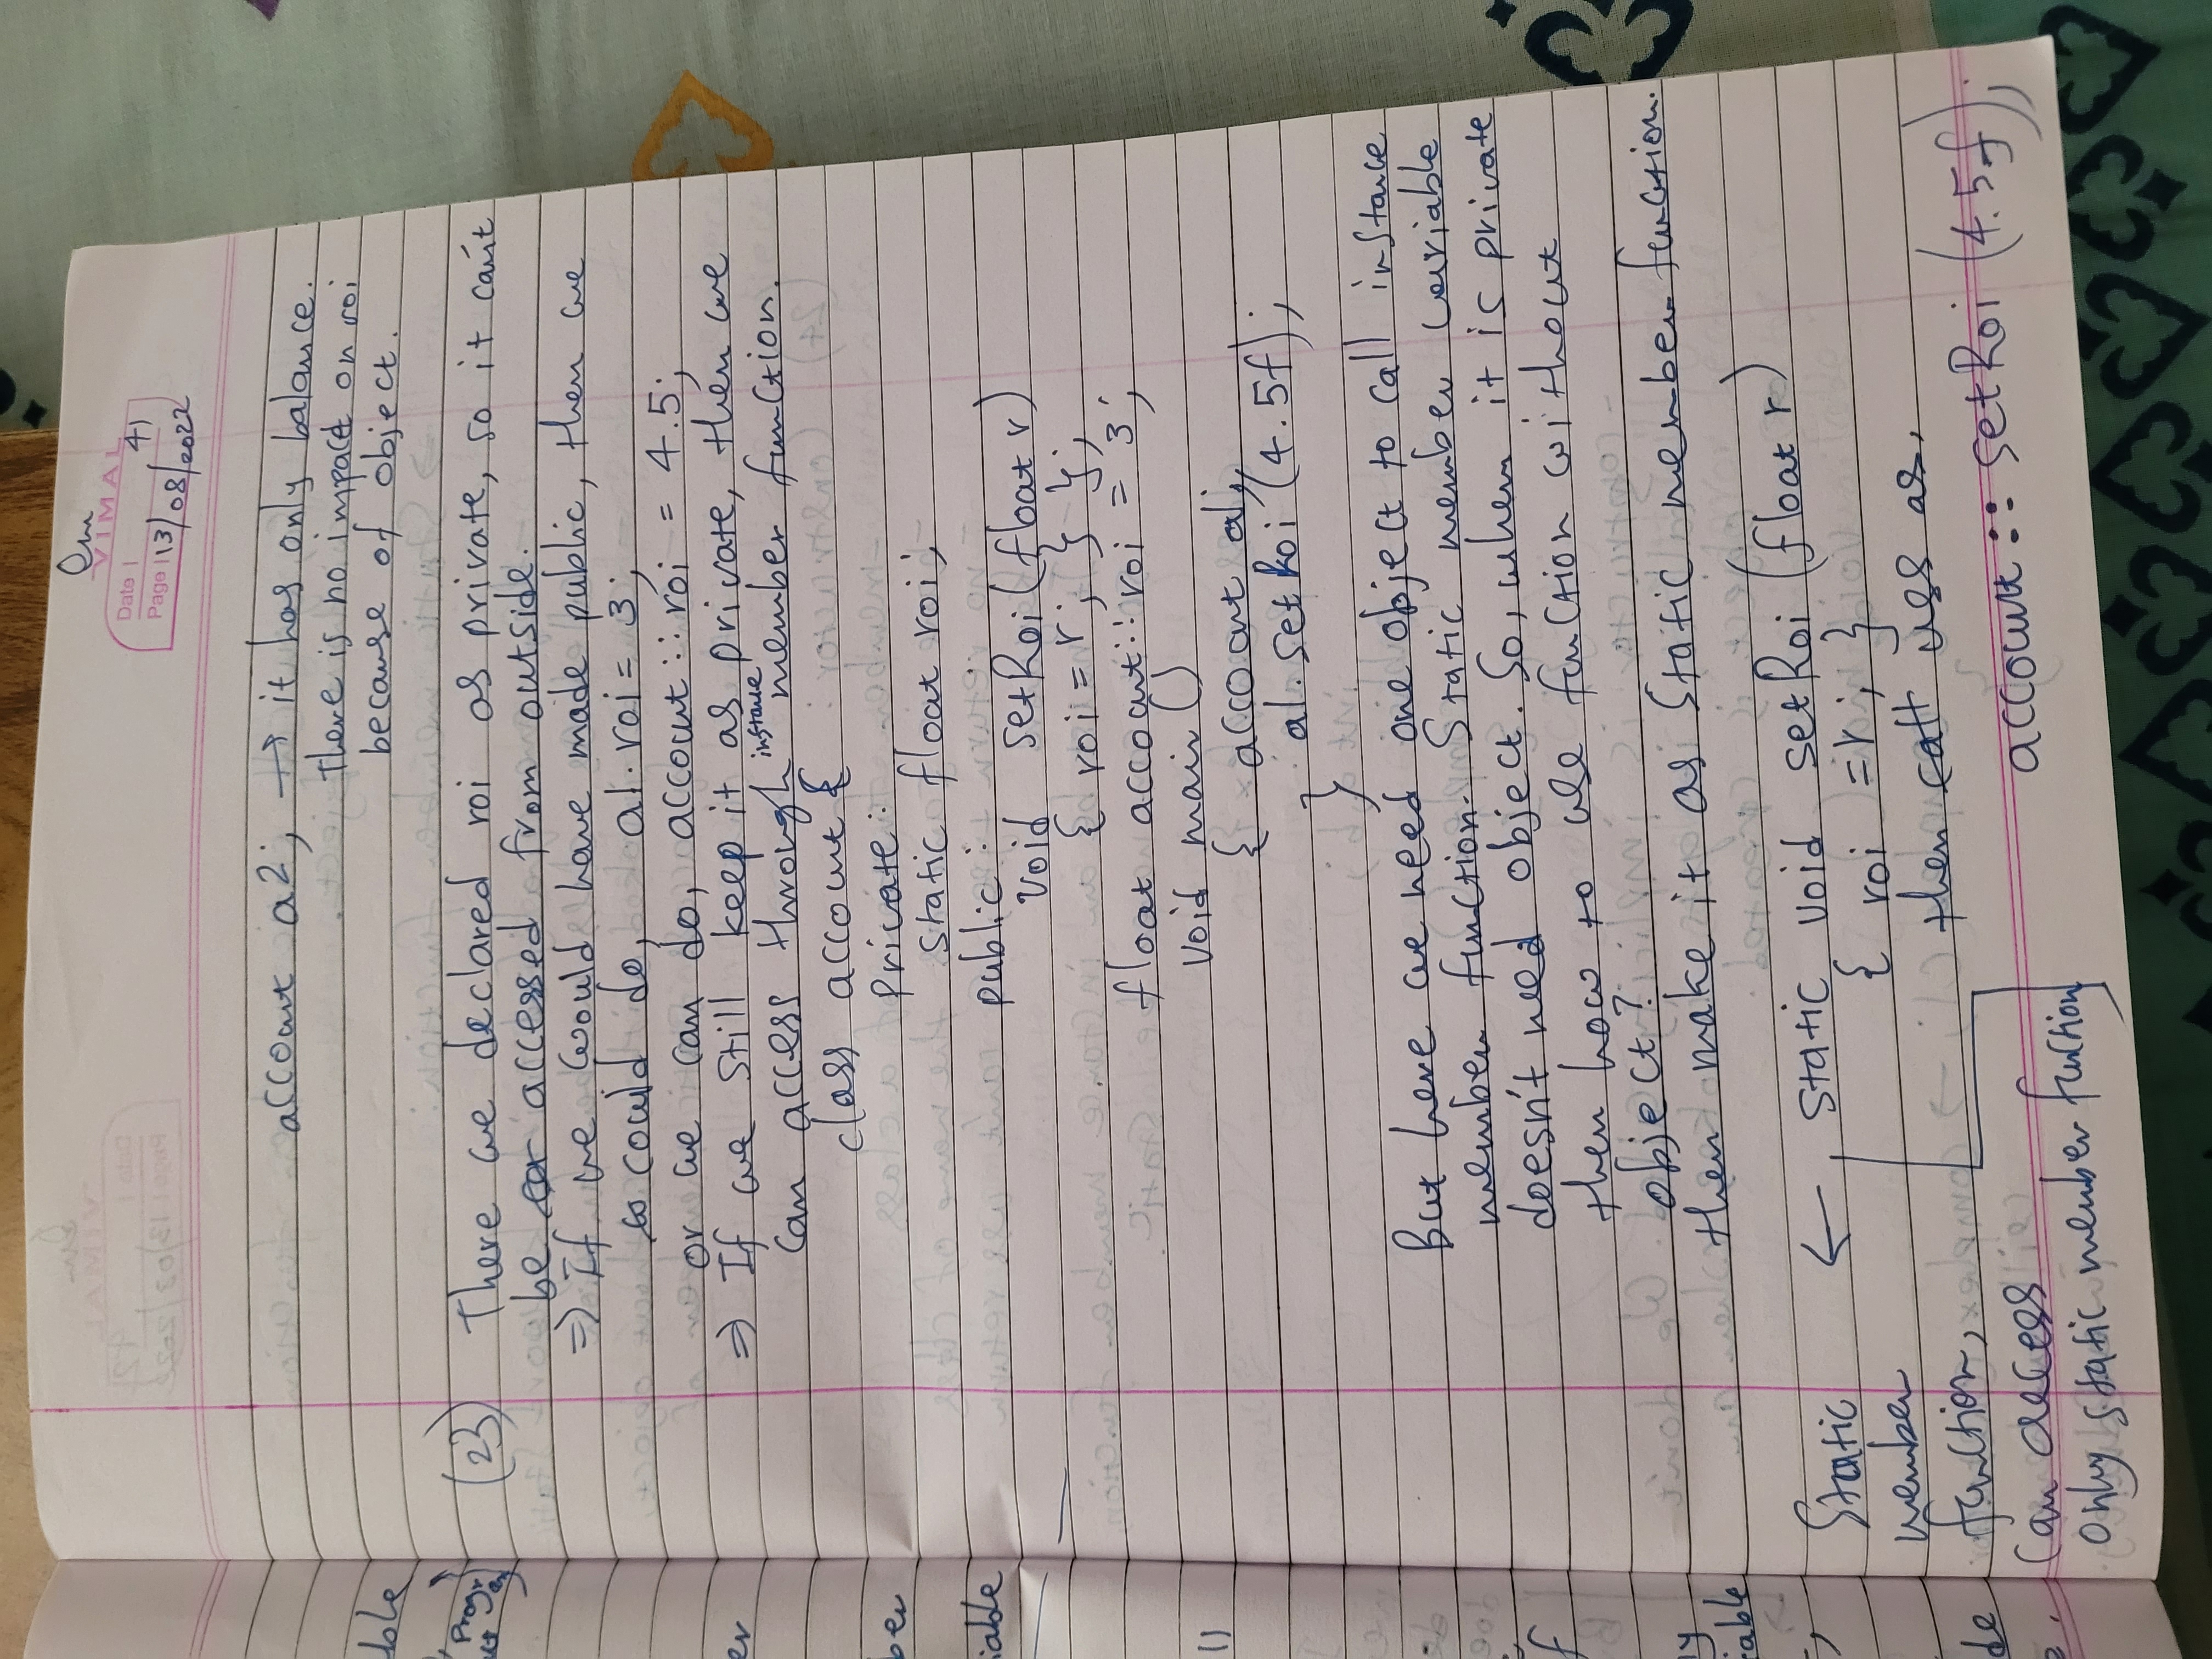 Om
VIMAL
Date | 41
Page | 13/08/2022
account a2; → it has only balance.
There is no impact on roi
because of object.
(23) There we declared roi as private, so it can't
be accessed from outside.
⇒ If we would have made public, then we
could do, a1.roi = 3;
or we can do, account::roi = 4.5;
⇒ If we still keep it as private, then we
can access through instance member function.
class account {
private:
static float roi;
public:
void setRoi(float r)
{ roi = r; } };
float account::roi = 3;
void main()
{ account a1;
a1.setRoi(4.5f);
}
But here we need one object to call instance
member function. Static member variable
doesn't need object. So, when it is private
then how to use function without
object?
then make it as static member function.
static void setRoi(float r)
{ roi = r; }
then call uss as,
account::setRoi(4.5f);
← Static
member
function,
can access
only static member function
ble
Progr
er
ber
iable
11
f
ly
iable
de